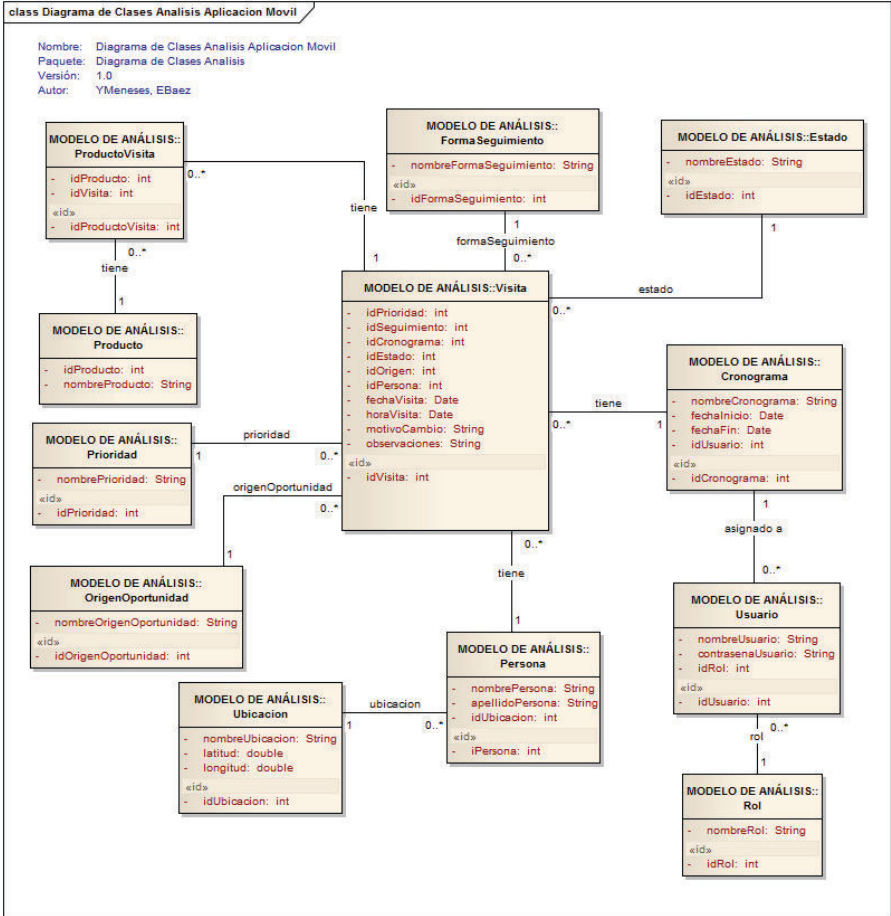 class Diagrama de Clases Analisis Aplicacion Movil
Nombre: Diagrama de Clases Analisis Aplicacion Movil
Paquete: Diagrama de Clases Analisis
Versión: 1.0
Autor: YMeneses, EBaez
MODELO DE ANÁLISIS::
ProductoVisita
- idProducto: int
- idVisita: int
«id»
- idProductoVisita: int
0..*
tiene
1
0..*
tiene
1
MODELO DE ANÁLISIS::
FormaSeguimiento
- nombreFormaSeguimiento: String
«id»
- idFormaSeguimiento: int
1
formaSeguimiento
0..*
MODELO DE ANÁLISIS::Estado
- nombreEstado: String
«id»
- idEstado: int
1
estado
0..*
MODELO DE ANÁLISIS::
Producto
- idProducto: int
- nombreProducto: String
MODELO DE ANÁLISIS::Visita
- idPrioridad: int
- idSeguimiento: int
- idCronograma: int
- idEstado: int
- idOrigen: int
- idPersona: int
- fechaVisita: Date
- horaVisita: Date
- motivoCambio: String
- observaciones: String
«id»
- idVisita: int
tiene
0..*
1
MODELO DE ANÁLISIS::
Cronograma
- nombreCronograma: String
- fechaInicio: Date
- fechaFin: Date
- idUsuario: int
«id»
- idCronograma: int
MODELO DE ANÁLISIS::
Prioridad
- nombrePrioridad: String
«id»
- idPrioridad: int
prioridad
1
0..*
origenOportunidad
0..*
1
MODELO DE ANÁLISIS::
OrigenOportunidad
- nombreOrigenOportunidad: String
«id»
- idOrigenOportunidad: int
0..*
tiene
1
1
asignado a
0..*
MODELO DE ANÁLISIS::
Usuario
- nombreUsuario: String
- contrasenaUsuario: String
- idRol: int
«id»
- idUsuario: int
MODELO DE ANÁLISIS::
Persona
- nombrePersona: String
- apellidoPersona: String
- idUbicacion: int
«id»
- iPersona: int
MODELO DE ANÁLISIS::
Ubicacion
- nombreUbicacion: String
- latitud: double
- longitud: double
«id»
- idUbicacion: int
ubicacion
1
0..*
0..*
rol
1
MODELO DE ANÁLISIS::
Rol
- nombreRol: String
«id»
- idRol: int